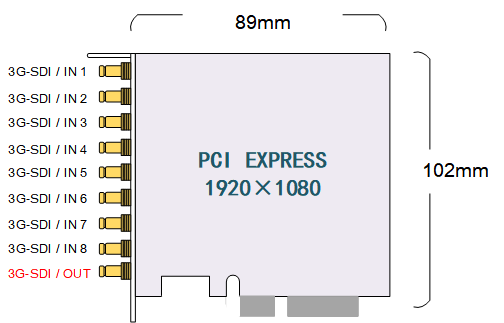 89mm
3G-SDI / IN 1
3G-SDI / IN 2
3G-SDI / IN 3
3G-SDI / IN 4
3G-SDI / IN 5
3G-SDI / IN 6
3G-SDI / IN 7
3G-SDI / IN 8
3G-SDI / OUT
PCI EXPRESS
1920×1080
102mm